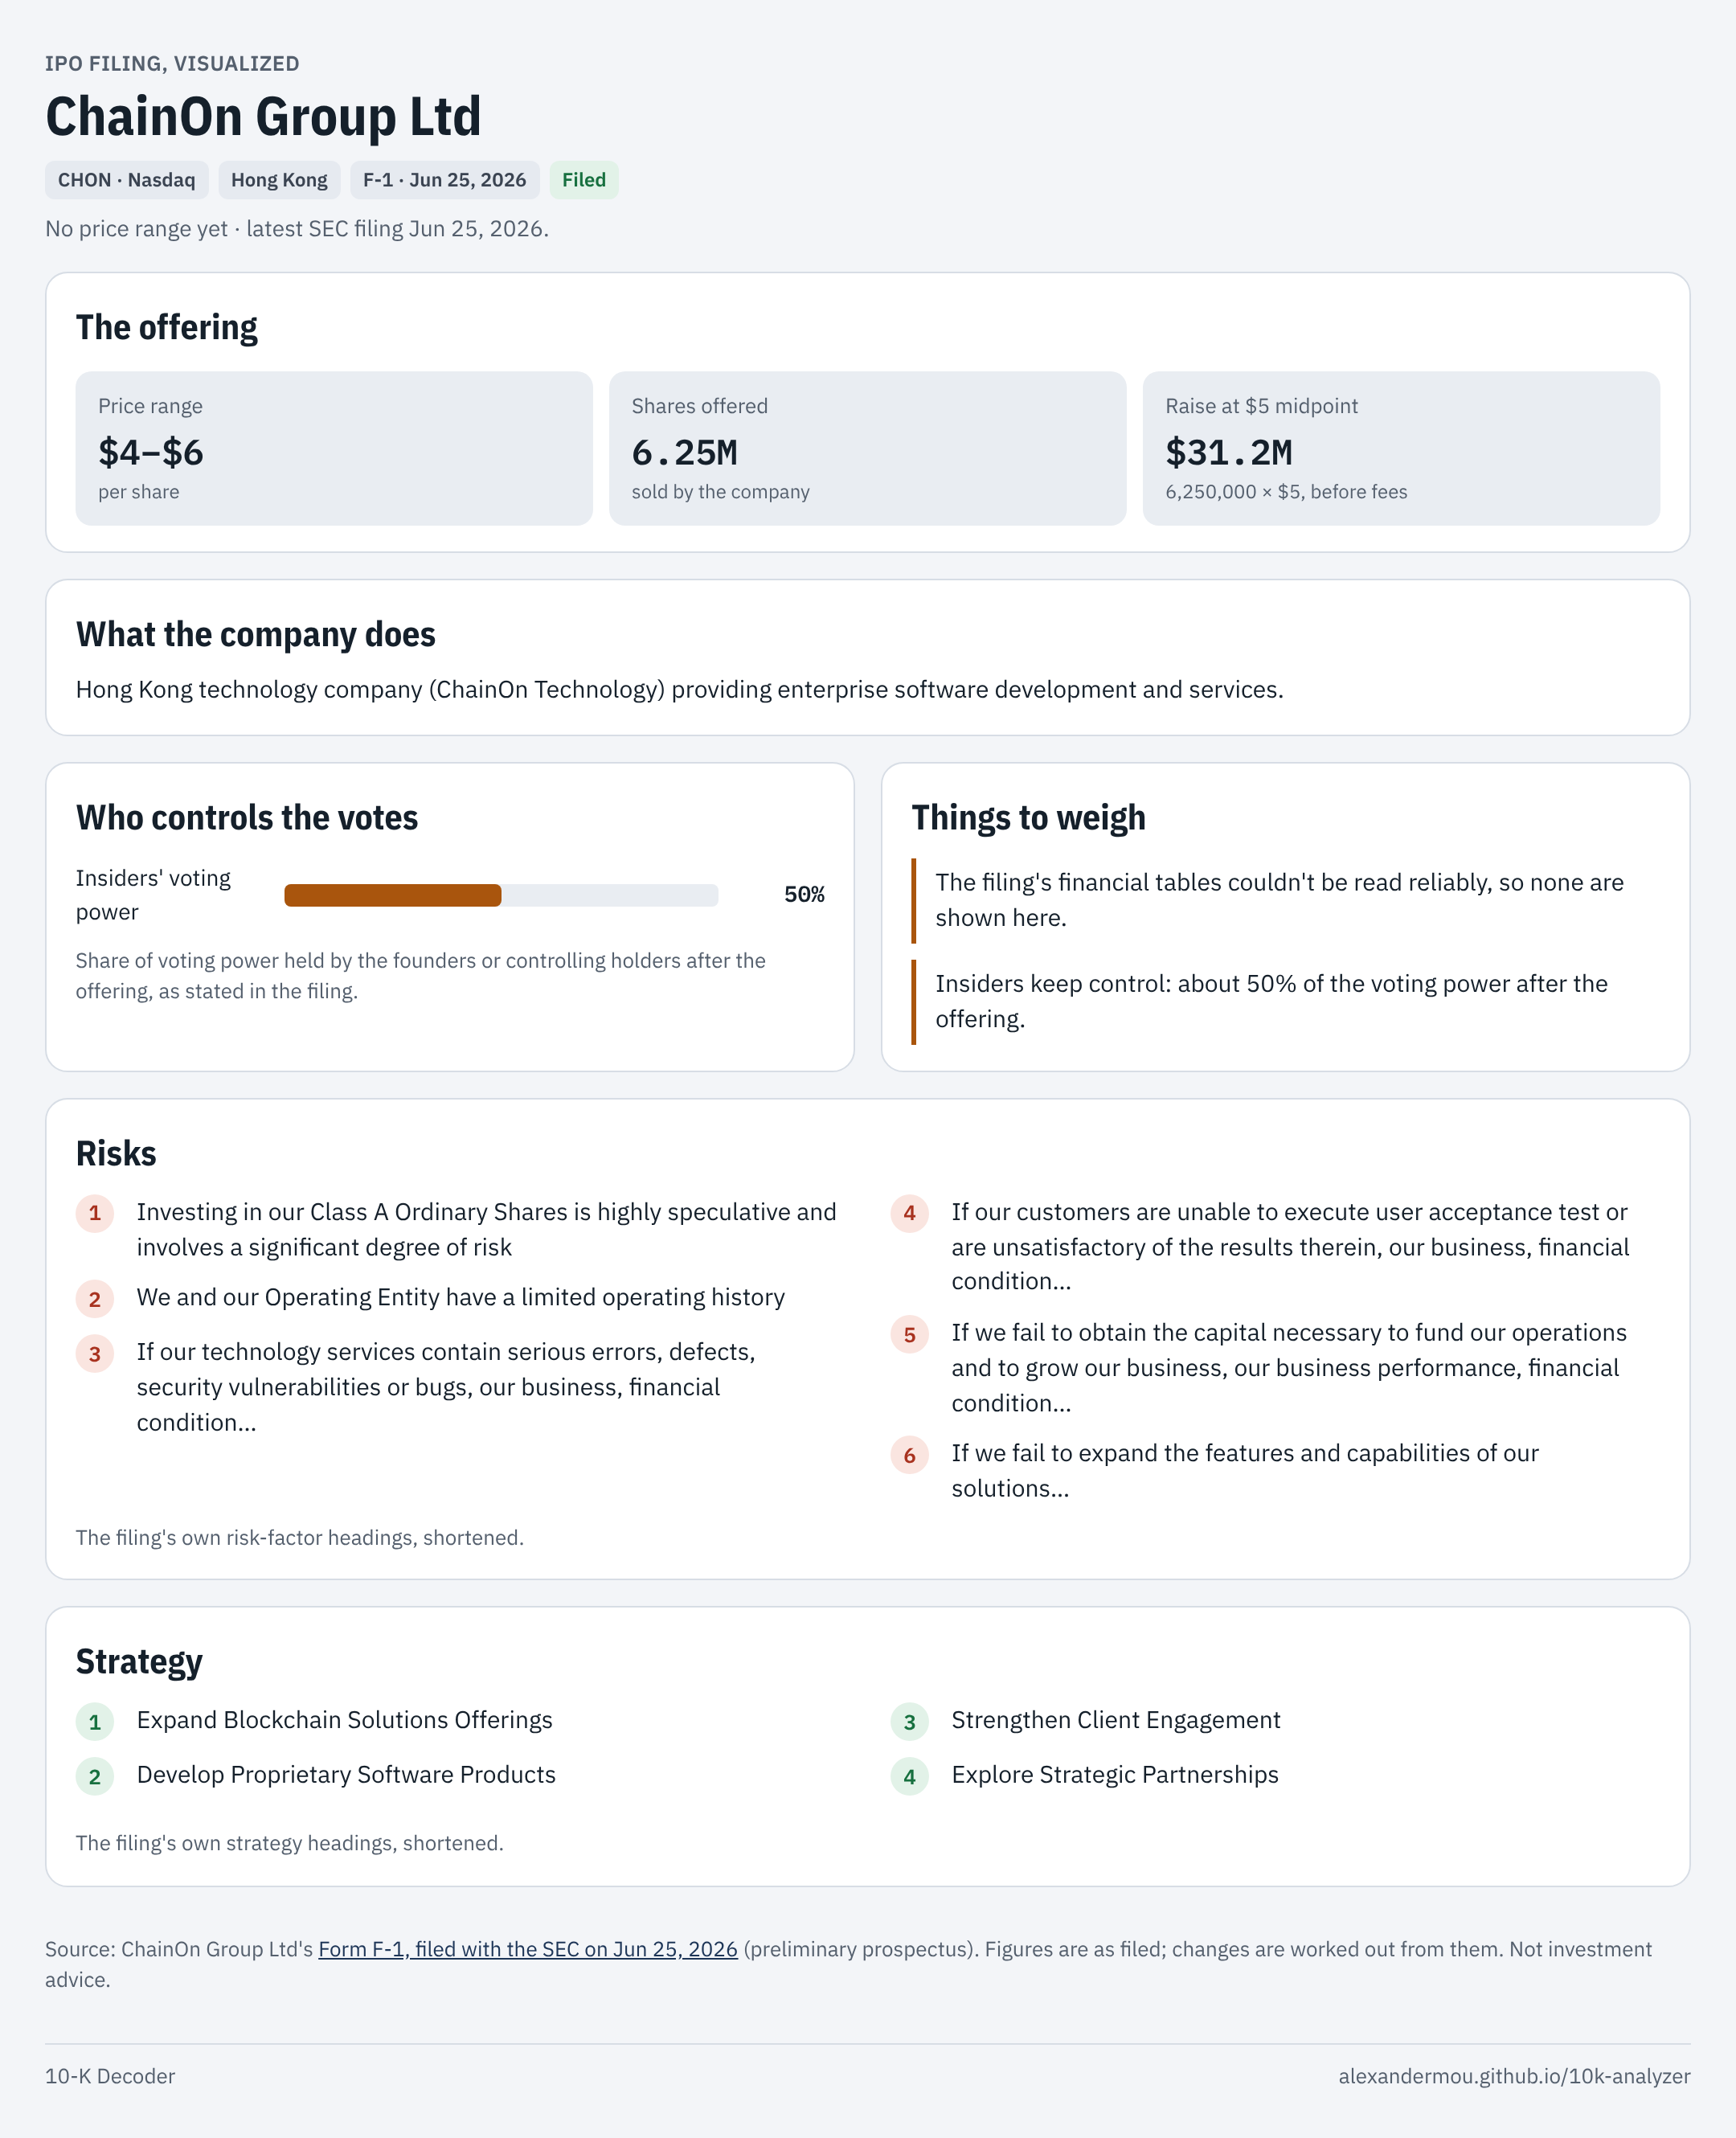 IPO FILING, VISUALIZED
ChainOn Group Ltd
CHON · Nasdaq
Hong Kong
F-1 · Jun 25, 2026
Filed
No price range yet · latest SEC filing Jun 25, 2026.
The offering
Price range
$4–$6
per share
Shares offered
6.25M
sold by the company
Raise at $5 midpoint
$31.2M
6,250,000 × $5, before fees
What the company does
Hong Kong technology company (ChainOn Technology) providing enterprise software development and services.
Who controls the votes
Insiders' voting
power
50%
Share of voting power held by the founders or controlling holders after the
offering, as stated in the filing.
Things to weigh
The filing's financial tables couldn't be read reliably, so none are
shown here.
Insiders keep control: about 50% of the voting power after the
offering.
Risks
1 Investing in our Class A Ordinary Shares is highly speculative and
involves a significant degree of risk
2 We and our Operating Entity have a limited operating history
3 If our technology services contain serious errors, defects,
security vulnerabilities or bugs, our business, financial
condition…
4 If our customers are unable to execute user acceptance test or
are unsatisfactory of the results therein, our business, financial
condition…
5 If we fail to obtain the capital necessary to fund our operations
and to grow our business, our business performance, financial
condition…
6 If we fail to expand the features and capabilities of our
solutions…
The filing's own risk-factor headings, shortened.
Strategy
1 Expand Blockchain Solutions Offerings
2 Develop Proprietary Software Products
3 Strengthen Client Engagement
4 Explore Strategic Partnerships
The filing's own strategy headings, shortened.
Source: ChainOn Group Ltd's Form F-1, filed with the SEC on Jun 25, 2026 (preliminary prospectus). Figures are as filed; changes are worked out from them. Not investment
advice.
10-K Decoder
alexandermou.github.io/10k-analyzer